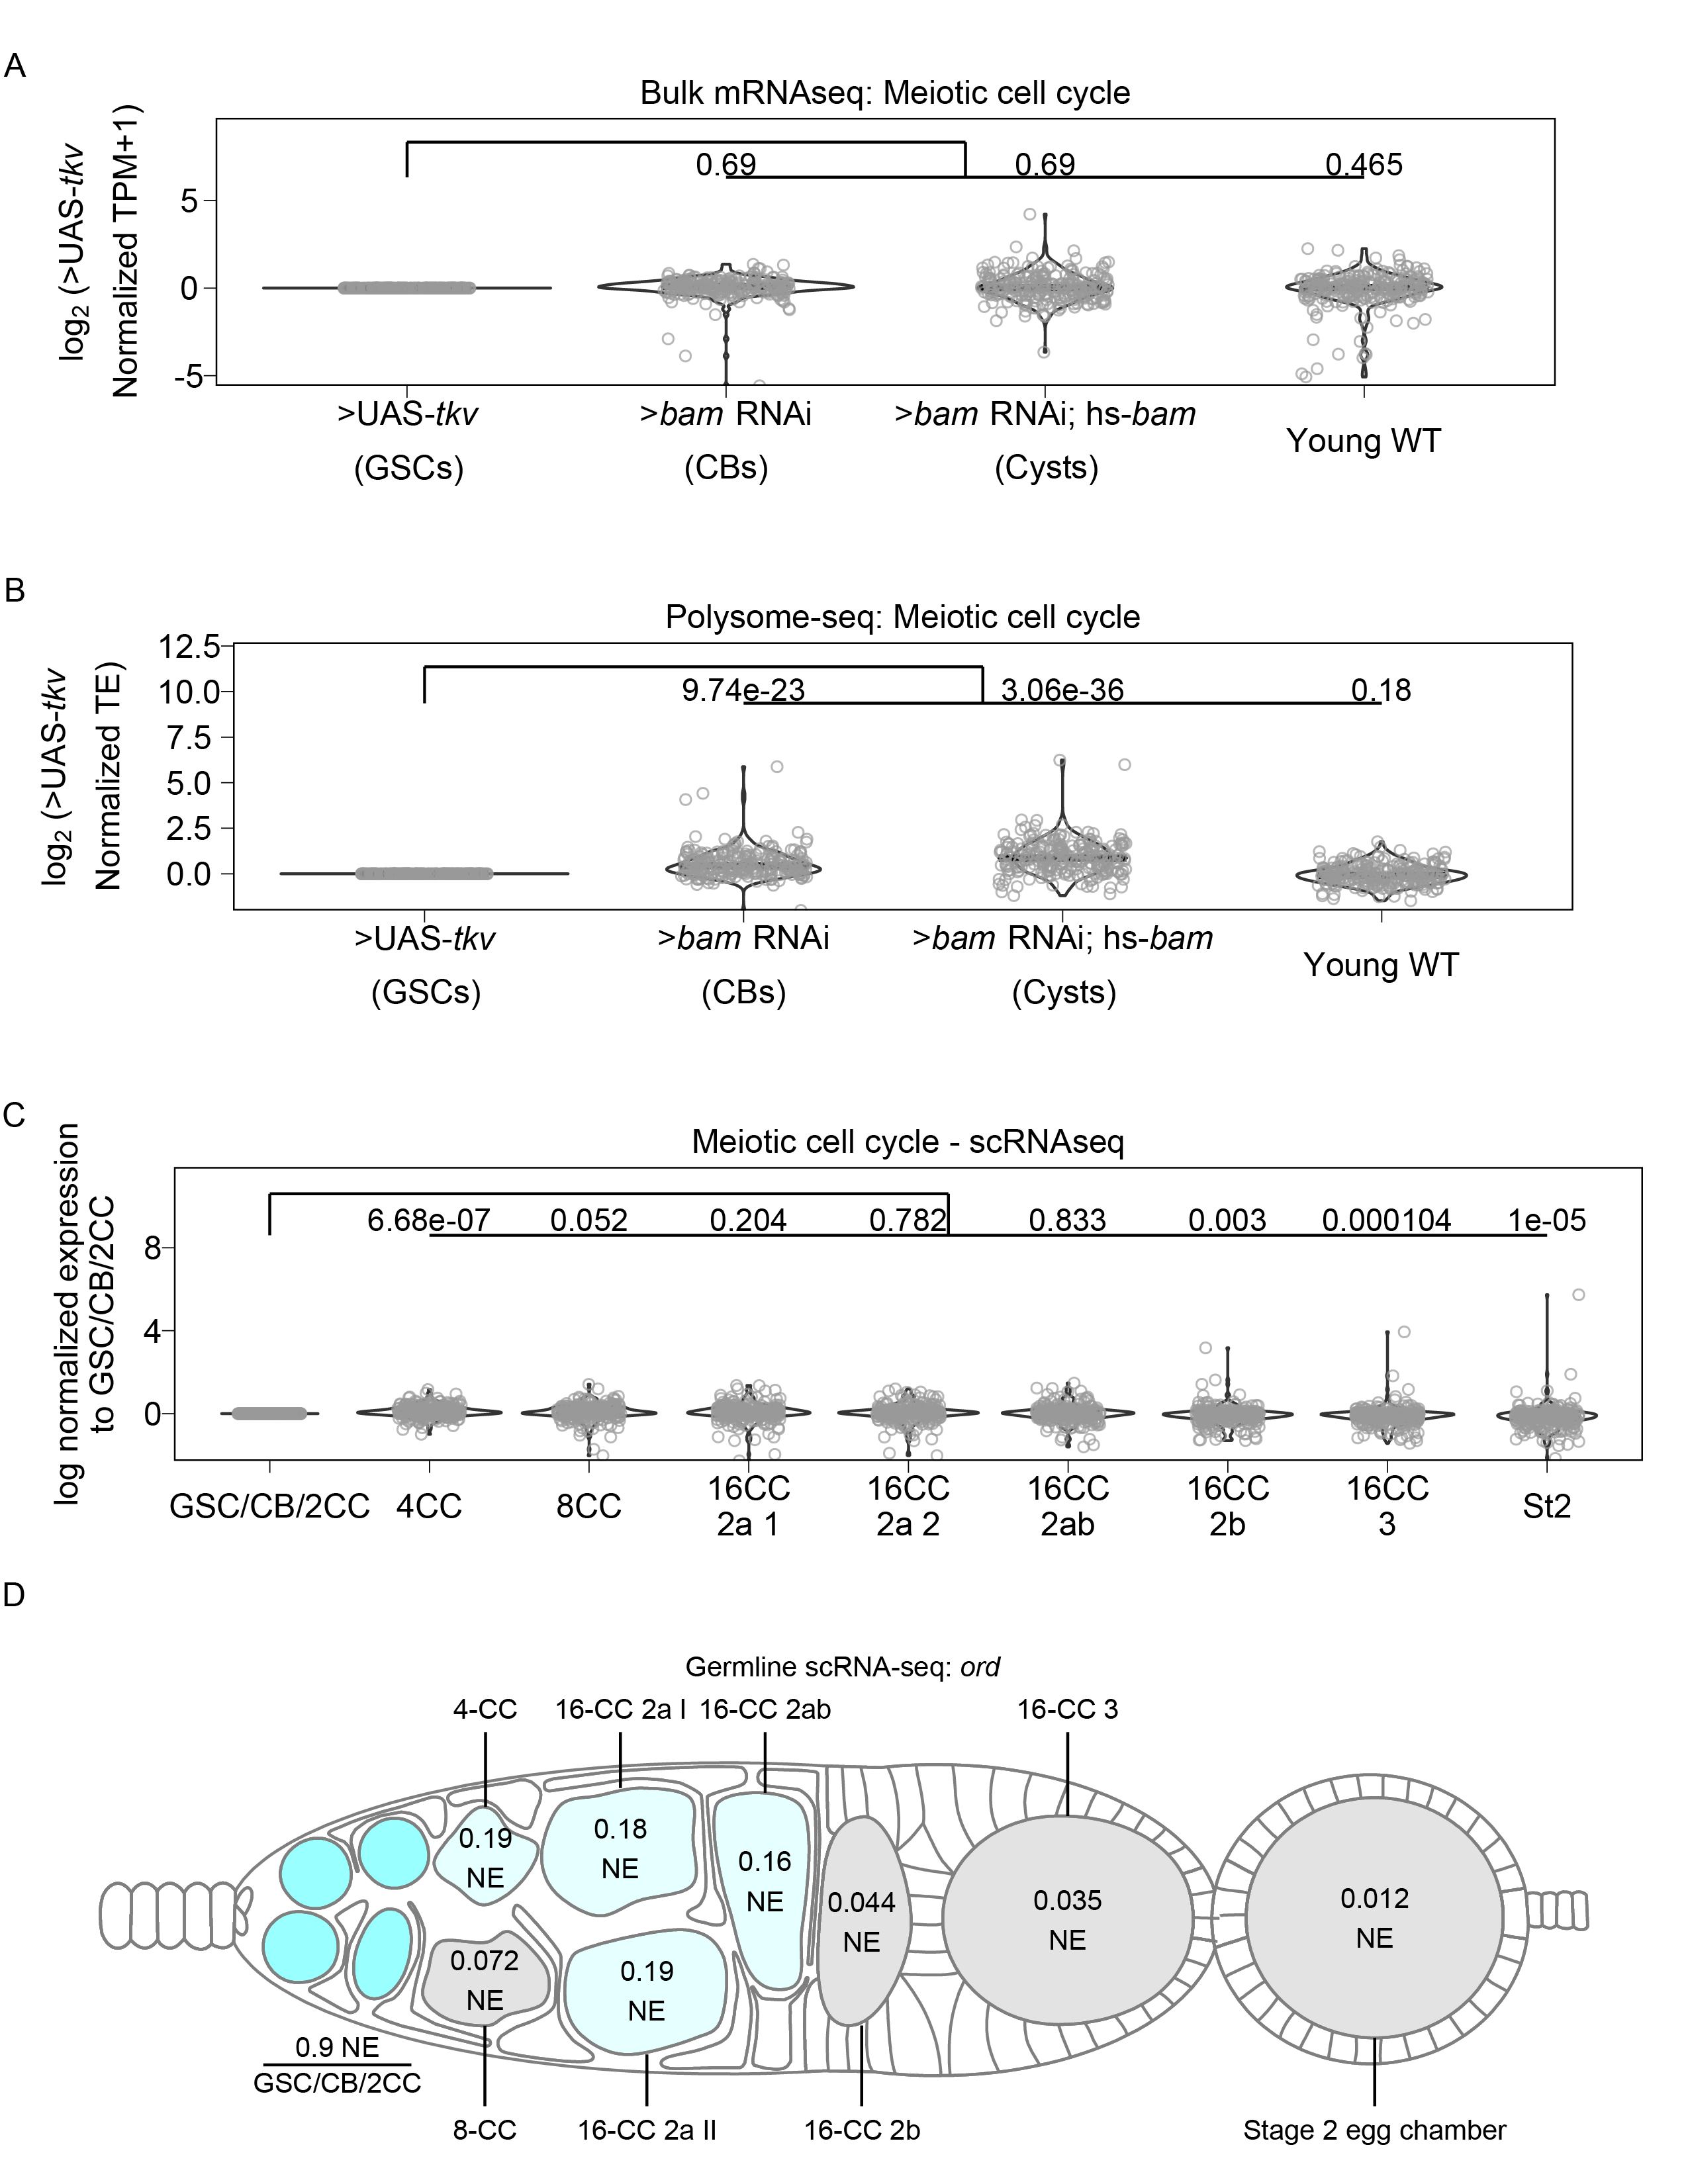 A
Bulk mRNAseq: Meiotic cell cycle
log2 (>UAS-tkv
Normalized TPM+1)
0.69 0.69 0.465
5
0
-5
>UAS-tkv >bam RNAi >bam RNAi; hs-bam Young WT
(GSCs) (CBs) (Cysts)
B
Polysome-seq: Meiotic cell cycle
log2 (>UAS-tkv
Normalized TE)
12.5
10.0
7.5
5.0
2.5
0.0
9.74e-23 3.06e-36 0.18
>UAS-tkv >bam RNAi >bam RNAi; hs-bam Young WT
(GSCs) (CBs) (Cysts)
C
Meiotic cell cycle - scRNAseq
log normalized expression
to GSC/CB/2CC
6.68e-07 0.052 0.204 0.782 0.833 0.003 0.000104 1e-05
8
4
0
GSC/CB/2CC 4CC 8CC 16CC 16CC 16CC 16CC 16CC St2
2a 1 2a 2 2ab 2b 3
D
Germline scRNA-seq: ord
4-CC 16-CC 2a I 16-CC 2ab 16-CC 3
0.19
NE
0.18
NE
0.16
NE
0.044
NE
0.035
NE
0.012
NE
0.072
NE
0.19
NE
0.9 NE
GSC/CB/2CC
8-CC 16-CC 2a II 16-CC 2b Stage 2 egg chamber